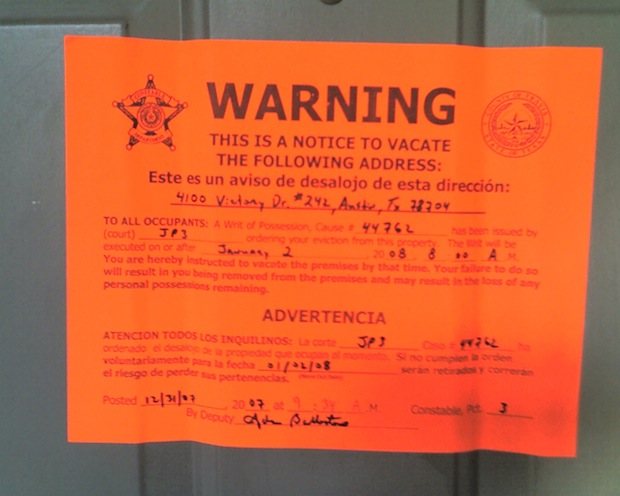 WARNING
THIS IS A NOTICE TO VACATE
THE FOLLOWING ADDRESS:
Este es un aviso de desalojo de esta dirección:
4100 Victory Dr. #242, Austin, Tx 78704
TO ALL OCCUPANTS: A Writ of Possession, Cause # 44762 has been issued by
(court) JP3 ordering your eviction from this property. The Writ will be
executed on or after January 2 2008 8 00 A M.
You are hereby instructed to vacate the premises by that time. Your failure to do so
will result in you being removed from the premises and may result in the loss of any
personal possessions remaining.
ADVERTENCIA
ATENCION TODOS LOS INQUILINOS: La corte JP3 Caso # 44762 ha
ordenado el desalojo de la propiedad que ocupan al momento. Si no cumplen la orden
voluntariamente para la fecha 01/02/08 serán retirados y correran
el riesgo de perder sus pertenencias.
Posted 12/31/07, 2007 at 9:34 A M Constable, Pct. 3
By Deputy